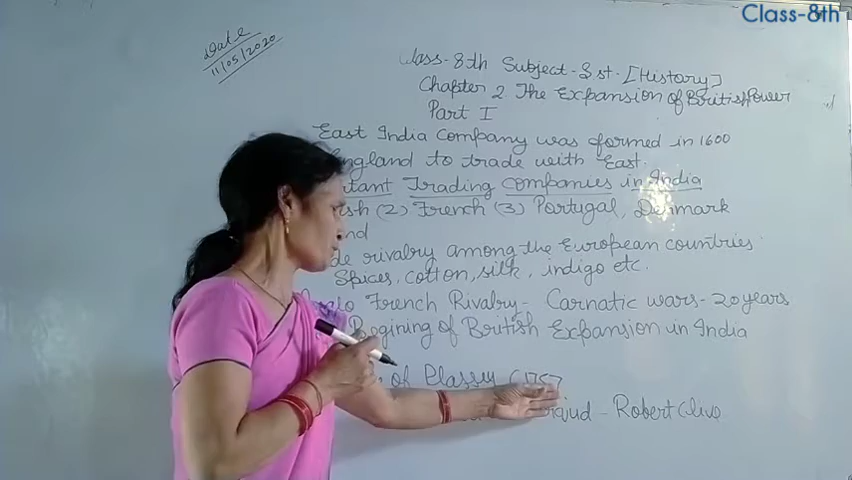 Class-8th
Date
11/05/2020
Class-8th Subject-S st. [History]
Chapter 2 The Expansion of British Power
Part I
East India Company was formed in 1600
England to trade with East.
Trading companies in India
(2) French (3) Portugal, Denmark
rivalry among the European countries
Spices, cotton, silk, indigo etc.
French Rivalry- Carnatic wars-20 years
Begining of British Expansion in India
of Plassey (1757
Robert Clive